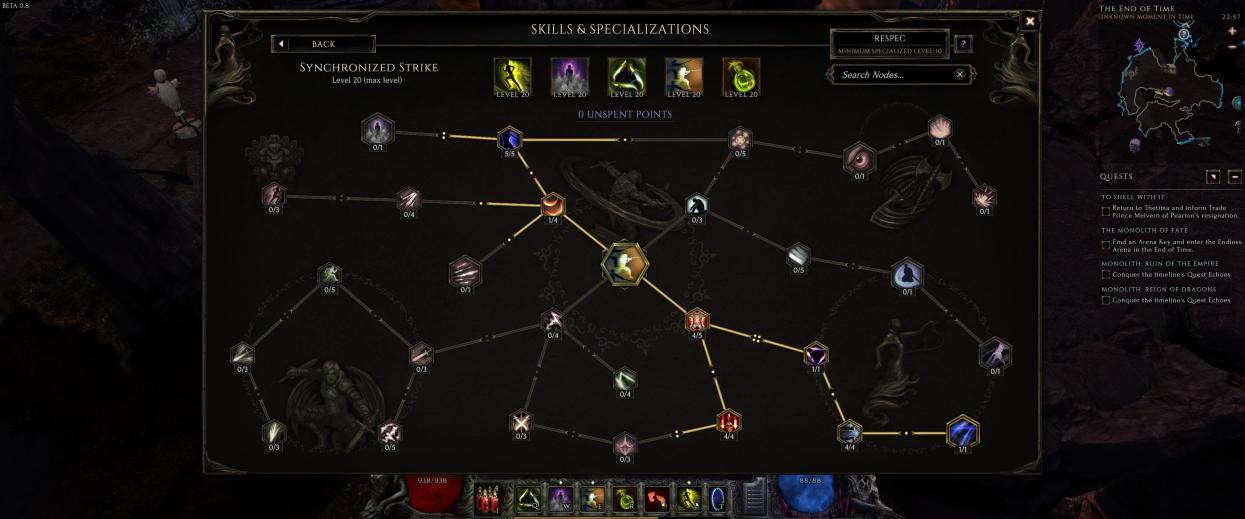 BETA 0.8
SKILLS & SPECIALIZATIONS
BACK
RESPEC
MINIMUM SPECIALIZED LEVEL: 10
?
SYNCHRONIZED STRIKE
Level 20 (max level)
LEVEL 20
LEVEL 20
LEVEL 20
LEVEL 20
LEVEL 20
Search Nodes...
0 UNSPENT POINTS
0/1
5/5
0/5
0/1
0/1
0/3
0/4
1/4
0/3
0/1
0/1
0/5
0/1
0/5
0/4
4/5
0/3
0/3
1/1
0/1
0/4
0/3
0/5
0/3
0/3
4/4
4/4
1/1
938/938
88/88
Q
W
E
R
T
THE END OF TIME
UNKNOWN MOMENT IN TIME
22:57
QUESTS
TO SHELL WITH IT
Return to Thetima and inform Trade
Prince Melvern of Pearton's resignation.
THE MONOLITH OF FATE
Find an Arena Key and enter the Endless
Arena in the End of Time.
MONOLITH: RUIN OF THE EMPIRE
Conquer the timeline's Quest Echoes
MONOLITH: REIGN OF DRAGONS
Conquer the timeline's Quest Echoes